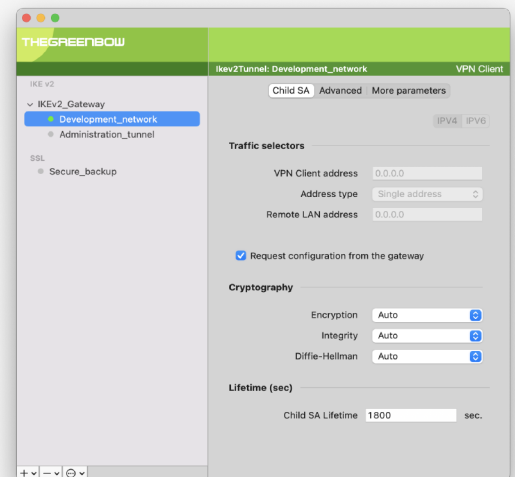 THEGREENBOW
Ikev2Tunnel: Development_network VPN Client
IKE v2
IKEv2_Gateway
Development_network
Administration_tunnel
SSL
Secure_backup
Child SA Advanced More parameters
IPV4 IPV6
Traffic selectors
VPN Client address 0.0.0.0
Address type Single address
Remote LAN address 0.0.0.0
Request configuration from the gateway
Cryptography
Encryption Auto
Integrity Auto
Diffie-Hellman Auto
Lifetime (sec)
Child SA Lifetime 1800 sec.